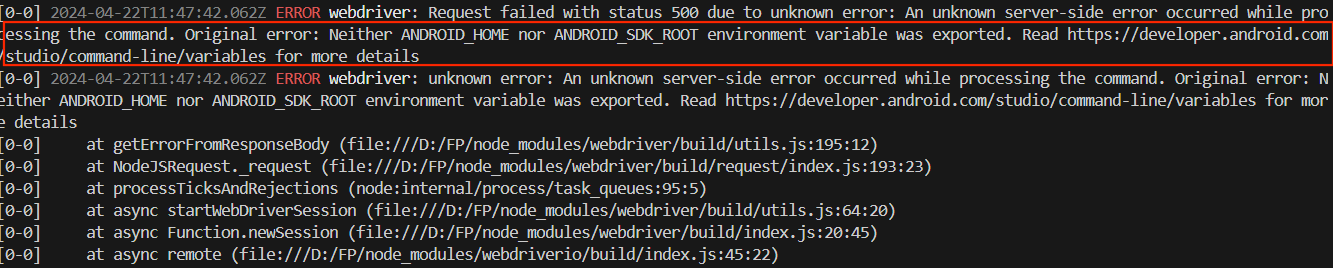 [0-0] 2024-04-22T11:47:42.062Z ERROR webdriver: Request failed with status 500 due to unknown error: An unknown server-side error occurred while pro
cessing the command. Original error: Neither ANDROID_HOME nor ANDROID_SDK_ROOT environment variable was exported. Read https://developer.android.com
/studio/command-line/variables for more details
[0-0] 2024-04-22T11:47:42.062Z ERROR webdriver: unknown error: An unknown server-side error occurred while processing the command. Original error: N
either ANDROID_HOME nor ANDROID_SDK_ROOT environment variable was exported. Read https://developer.android.com/studio/command-line/variables for mor
e details
[0-0]     at getErrorFromResponseBody (file:///D:/FP/node_modules/webdriver/build/utils.js:195:12)
[0-0]     at NodeJSRequest._request (file:///D:/FP/node_modules/webdriver/build/request/index.js:193:23)
[0-0]     at processTicksAndRejections (node:internal/process/task_queues:95:5)
[0-0]     at async startWebDriverSession (file:///D:/FP/node_modules/webdriver/build/utils.js:64:20)
[0-0]     at async Function.newSession (file:///D:/FP/node_modules/webdriver/build/index.js:20:45)
[0-0]     at async remote (file:///D:/FP/node_modules/webdriverio/build/index.js:45:22)